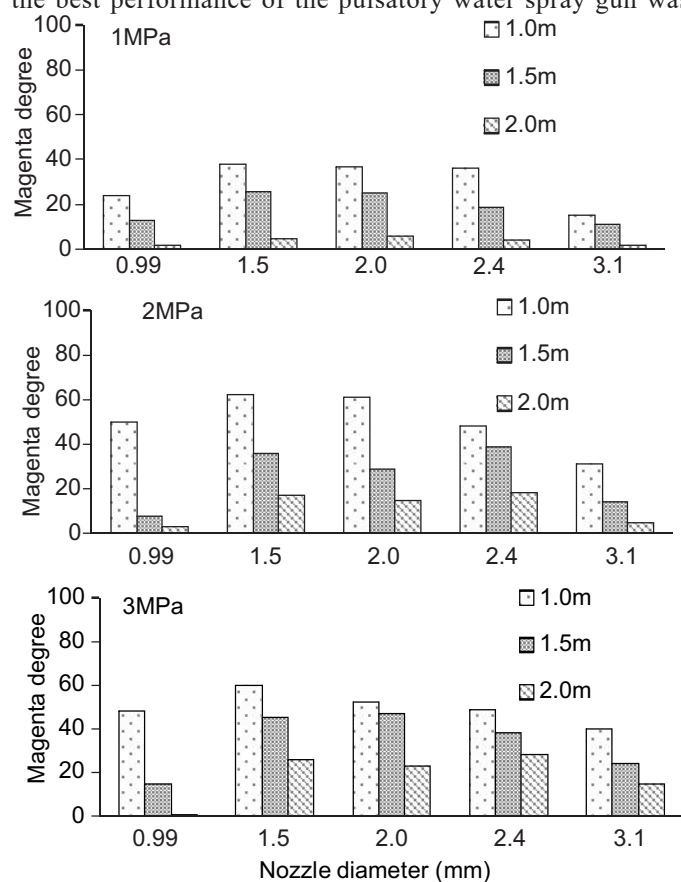 the best performance of the pulsatory water spray gun was
1MPa
1.0m
1.5m
2.0m
Magenta degree
100
80
60
40
20
0
0.99 1.5 2.0 2.4 3.1
2MPa
1.0m
1.5m
2.0m
Magenta degree
100
80
60
40
20
0
0.99 1.5 2.0 2.4 3.1
3MPa
1.0m
1.5m
2.0m
Magenta degree
100
80
60
40
20
0
0.99 1.5 2.0 2.4 3.1
Nozzle diameter (mm)